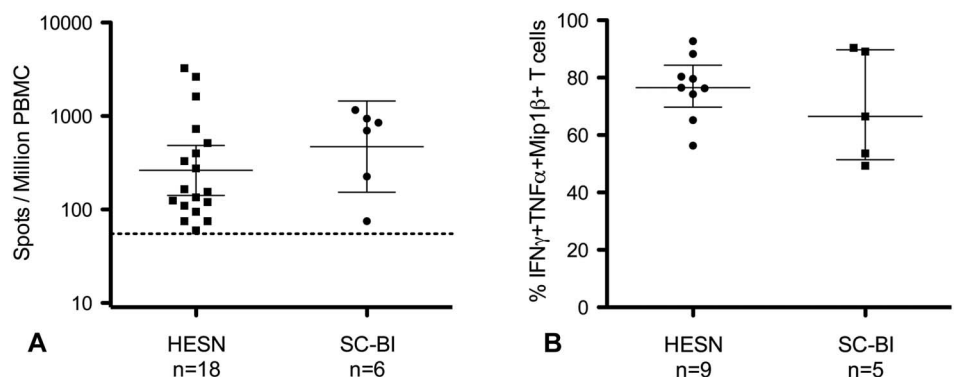 Spots / Million PBMC
10000
1000
100
10
HESN
n=18
SC-BI
n=6
A
% IFNγ+TNFα+Mip1β+ T cells
100
80
60
40
20
0
HESN
n=9
SC-BI
n=5
B